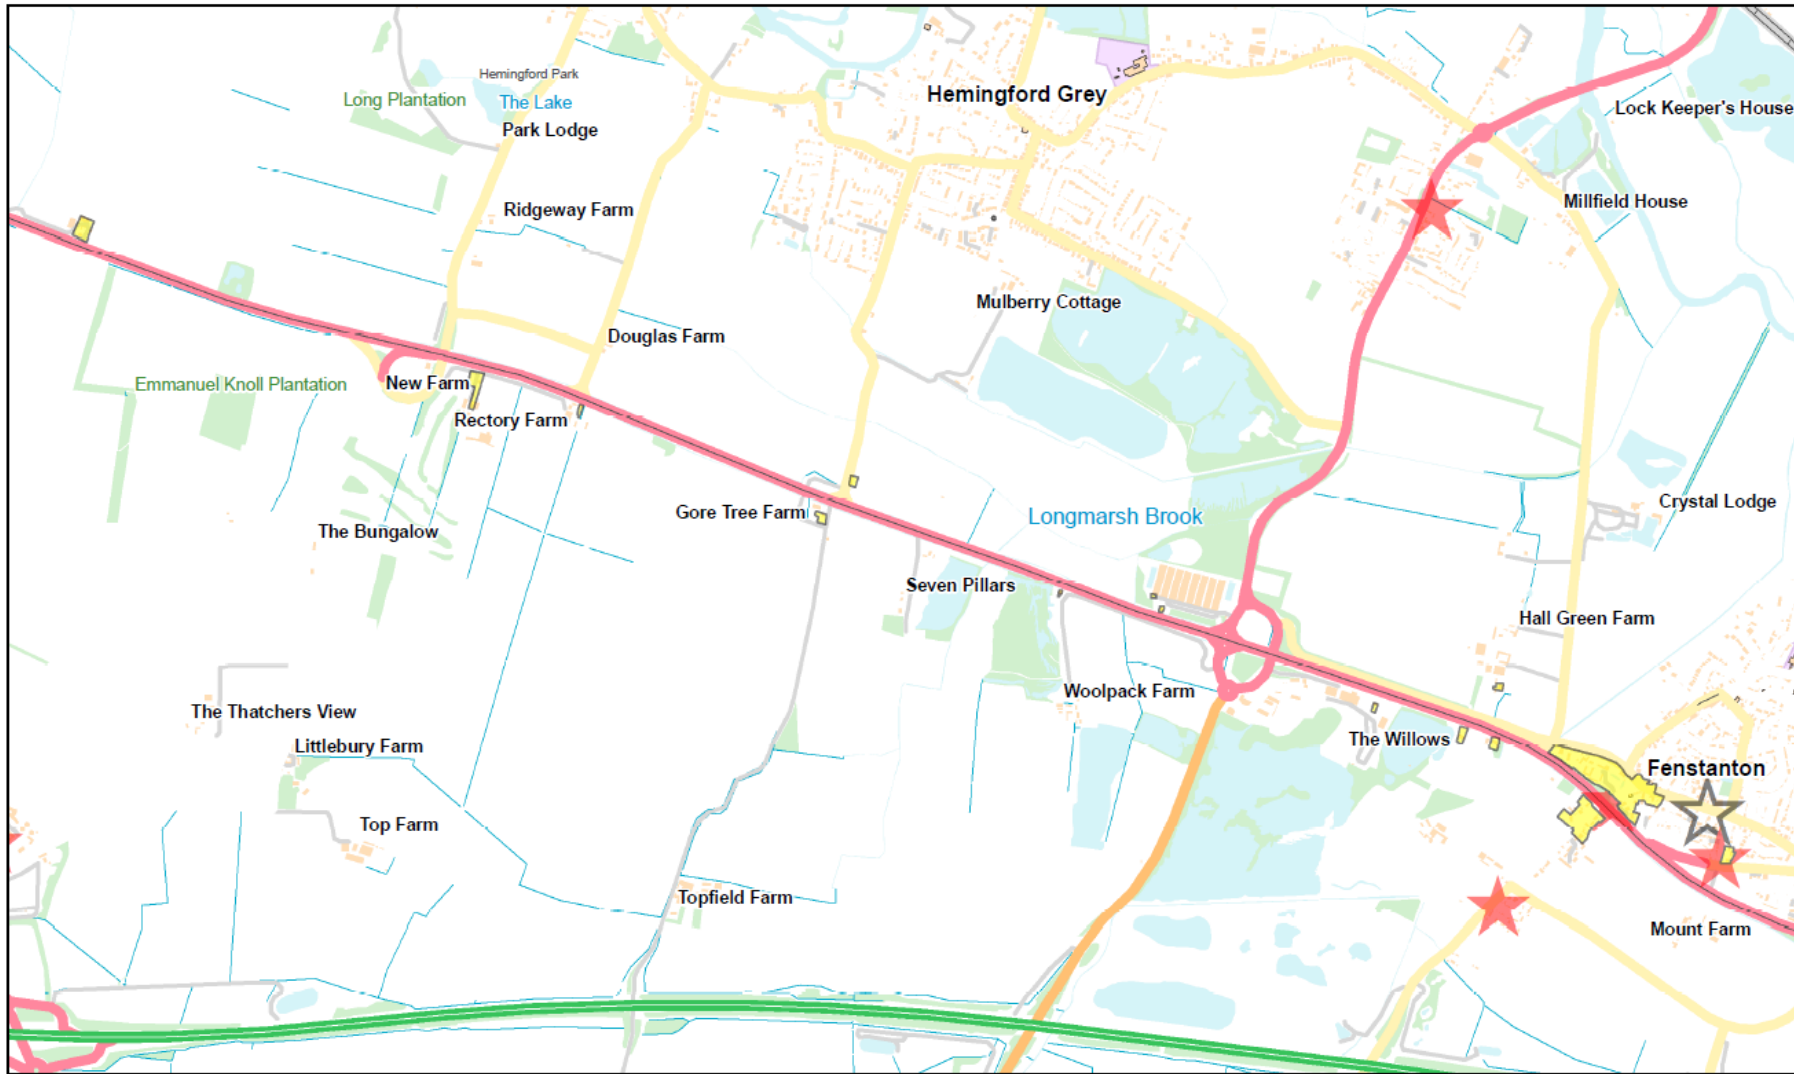 Hemingford Park
Long Plantation
The Lake
Park Lodge
Hemingford Grey
Lock Keeper's House
Ridgeway Farm
Millfield House
Mulberry Cottage
Douglas Farm
Emmanuel Knoll Plantation
New Farm
Rectory Farm
Crystal Lodge
Gore Tree Farm
Longmarsh Brook
The Bungalow
Seven Pillars
Hall Green Farm
Woolpack Farm
The Thatchers View
The Willows
Littlebury Farm
Fenstanton
Top Farm
Topfield Farm
Mount Farm